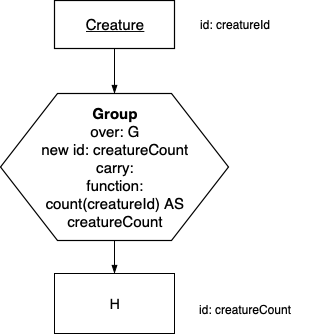 Creature
id: creatureId
Group
over: G
new id: creatureCount
carry:
function:
count(creatureId) AS
creatureCount
H
id: creatureCount